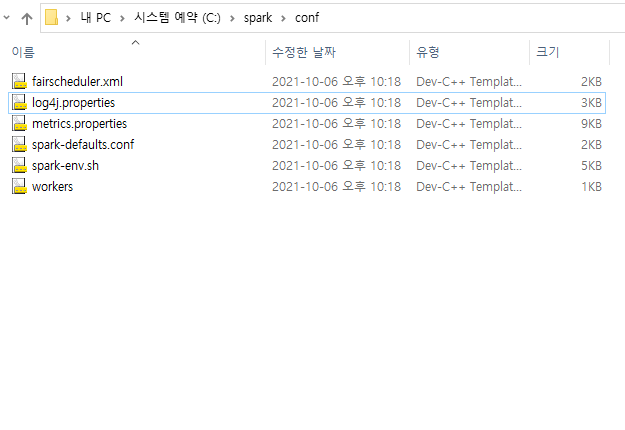 내 PC > 시스템 예약 (C:) > spark > conf
이름 수정한 날짜 유형 크기
fairscheduler.xml 2021-10-06 오후 10:18 Dev-C++ Templat... 2KB
log4j.properties 2021-10-06 오후 10:18 Dev-C++ Templat... 3KB
metrics.properties 2021-10-06 오후 10:18 Dev-C++ Templat... 9KB
spark-defaults.conf 2021-10-06 오후 10:18 Dev-C++ Templat... 2KB
spark-env.sh 2021-10-06 오후 10:18 Dev-C++ Templat... 5KB
workers 2021-10-06 오후 10:18 Dev-C++ Templat... 1KB